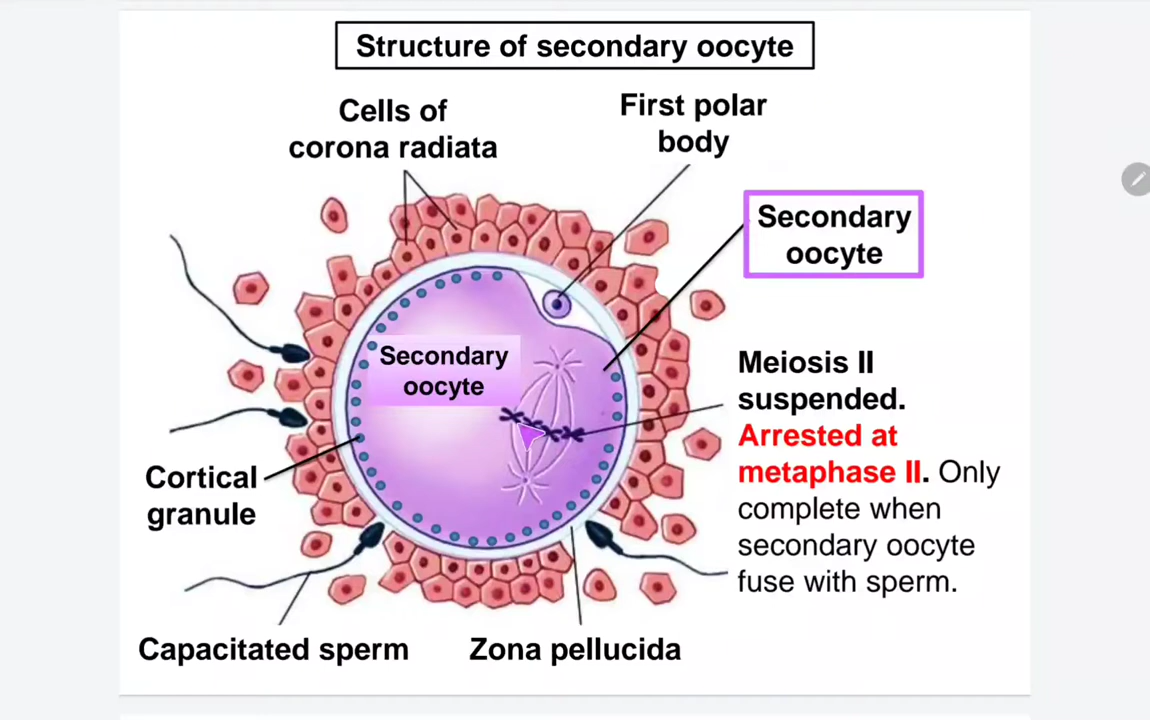 Structure of secondary oocyte
Cells of
corona radiata
First polar
body
Secondary
oocyte
Secondary
oocyte
Meiosis II
suspended.
Arrested at
metaphase II. Only
complete when
secondary oocyte
fuse with sperm.
Cortical
granule
Capacitated sperm
Zona pellucida